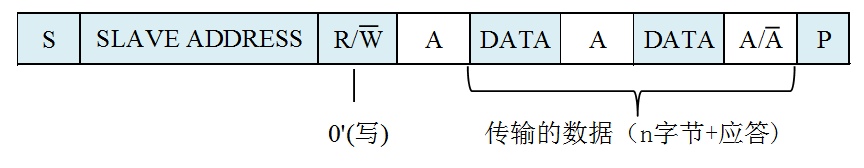 S SLAVE ADDRESS R/W̅ A DATA A DATA A/A̅ P
0'(写) 传输的数据（n字节+应答）